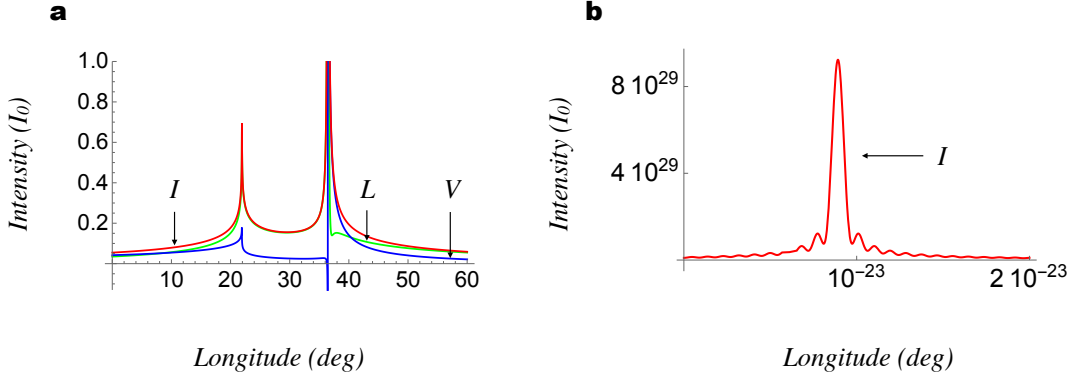 a
Intensity (I0)
1.0
0.8
0.6
0.4
0.2
10 20 30 40 50 60
I
L
V
Longitude (deg)
b
Intensity (I0)
8 10^29
4 10^29
10^-23 2 10^-23
I
Longitude (deg)